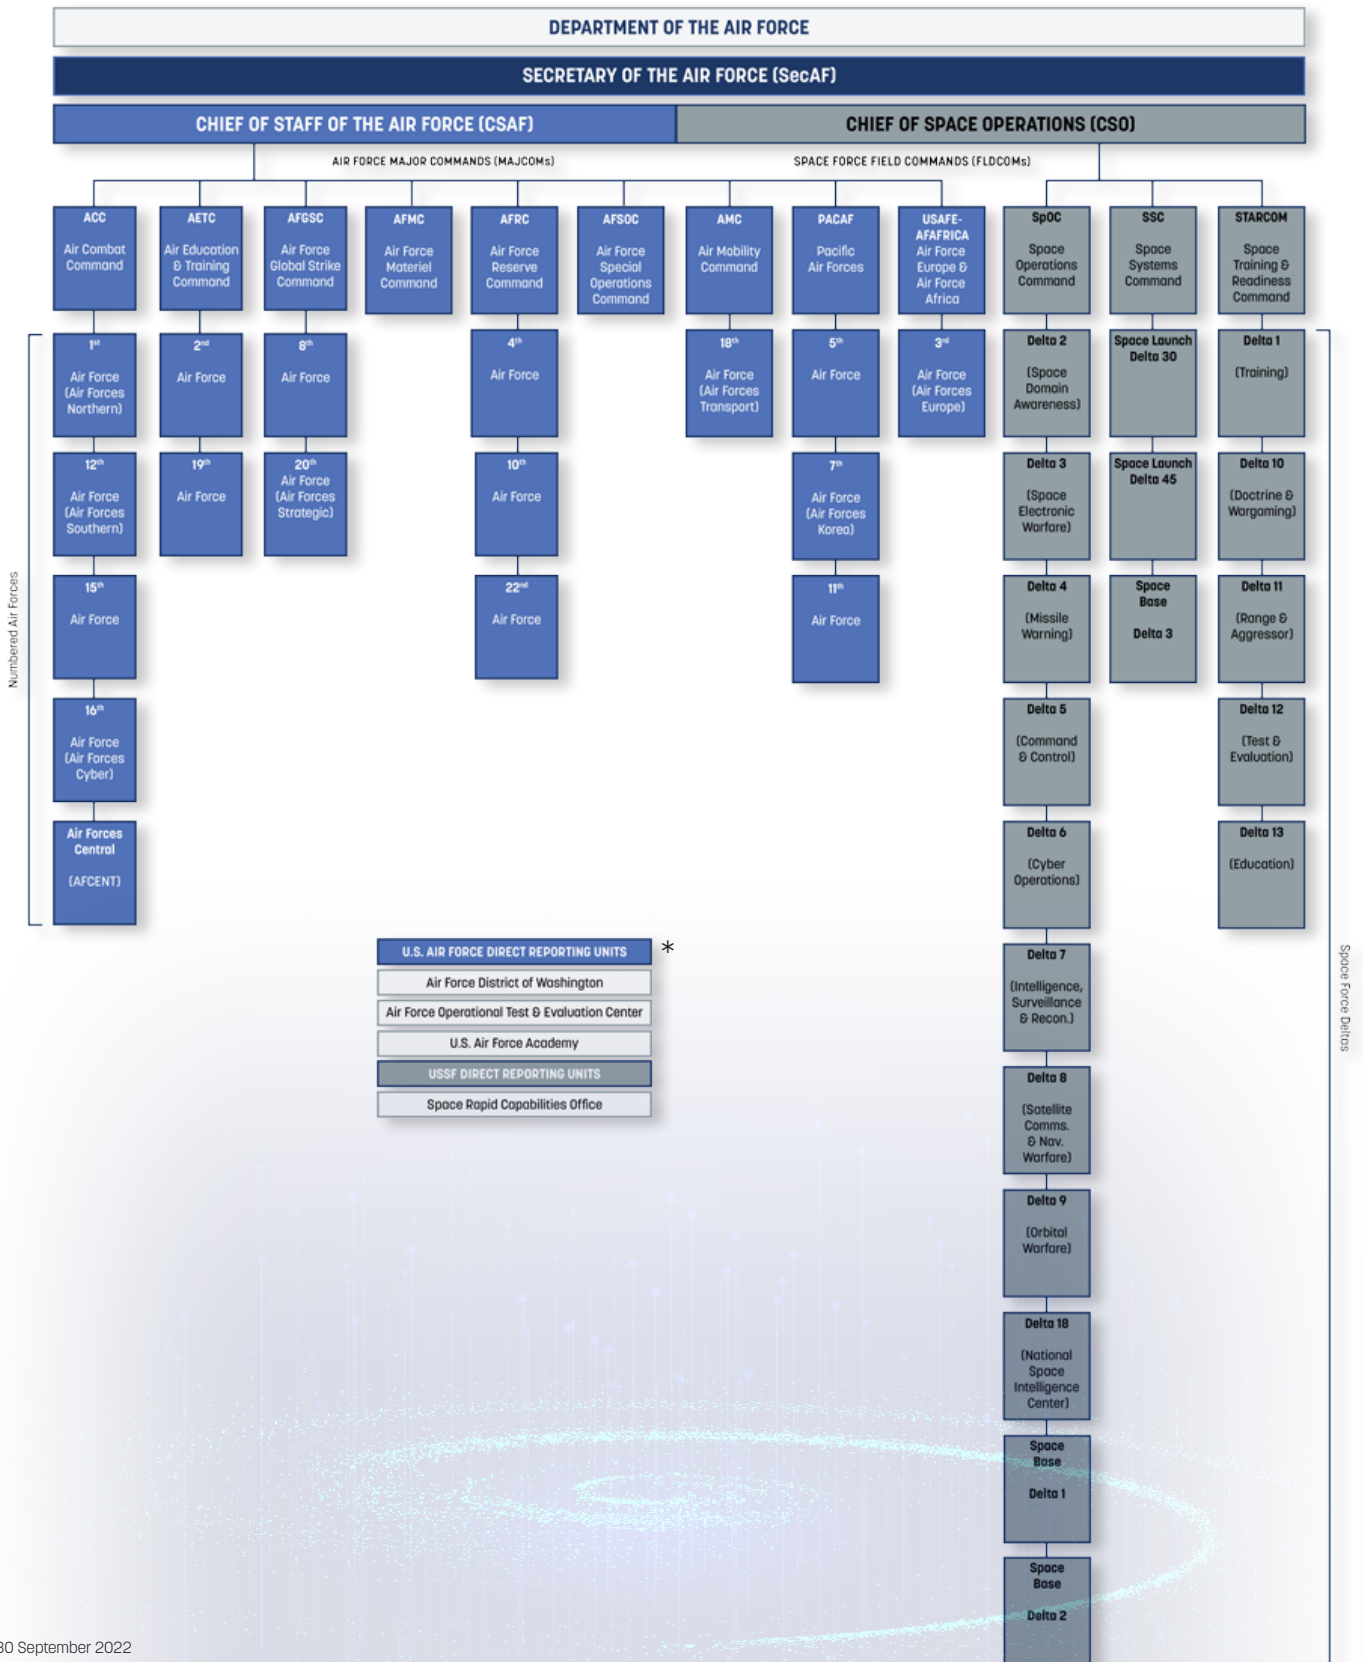 DEPARTMENT OF THE AIR FORCE
SECRETARY OF THE AIR FORCE (SecAF)
CHIEF OF STAFF OF THE AIR FORCE (CSAF)
CHIEF OF SPACE OPERATIONS (CSO)
AIR FORCE MAJOR COMMANDS (MAJCOMs)
SPACE FORCE FIELD COMMANDS (FLDCOMs)
ACC
Air Combat
Command
AETC
Air Education
& Training
Command
AFGSC
Air Force
Global Strike
Command
AFMC
Air Force
Materiel
Command
AFRC
Air Force
Reserve
Command
AFSOC
Air Force
Special
Operations
Command
AMC
Air Mobility
Command
PACAF
Pacific
Air Forces
USAFE-
AFAFRICA
Air Force
Europe &
Air Force
Africa
SpOC
Space
Operations
Command
SSC
Space
Systems
Command
STARCOM
Space
Training &
Readiness
Command
Numbered Air Forces
1st
Air Force
(Air Forces
Northern)
12th
Air Force
(Air Forces
Southern)
15th
Air Force
16th
Air Force
(Air Forces
Cyber)
Air Forces
Central
(AFCENT)
2nd
Air Force
19th
Air Force
8th
Air Force
20th
Air Force
(Air Forces
Strategic)
4th
Air Force
10th
Air Force
22nd
Air Force
18th
Air Force
(Air Forces
Transport)
5th
Air Force
7th
Air Force
(Air Forces
Korea)
11th
Air Force
3rd
Air Force
(Air Forces
Europe)
Delta 2
(Space
Domain
Awareness)
Delta 3
(Space
Electronic
Warfare)
Delta 4
(Missile
Warning)
Delta 5
(Command
& Control)
Delta 6
(Cyber
Operations)
Delta 7
(Intelligence,
Surveillance
& Recon.)
Delta 8
(Satellite
Comms.
& Nav.
Warfare)
Delta 9
(Orbital
Warfare)
Delta 18
(National
Space
Intelligence
Center)
Space
Base
Delta 1
Space
Base
Delta 2
Space Launch
Delta 30
Space Launch
Delta 45
Space
Base
Delta 3
Delta 1
(Training)
Delta 10
(Doctrine &
Wargaming)
Delta 11
(Range &
Aggressor)
Delta 12
(Test &
Evaluation)
Delta 13
(Education)
Space Force Deltas
U.S. AIR FORCE DIRECT REPORTING UNITS *
Air Force District of Washington
Air Force Operational Test & Evaluation Center
U.S. Air Force Academy
USSF DIRECT REPORTING UNITS
Space Rapid Capabilities Office
30 September 2022